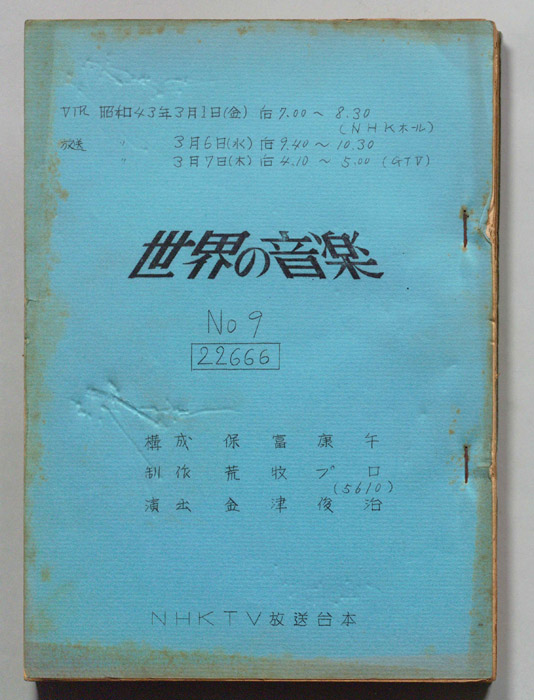 VTR 昭和43年3月1日(金) 后 7.00～8.30
(NHKホール)
放送 〃 3月6日(水) 后 9.40～10.30
〃 3月7日(木) 后 4.10～5.00 (GTV)
世界の音楽
No 9
22666
構成 保富康午
制作 荒牧プロ
(5610)
演出 金津俊治
NHKTV放送台本